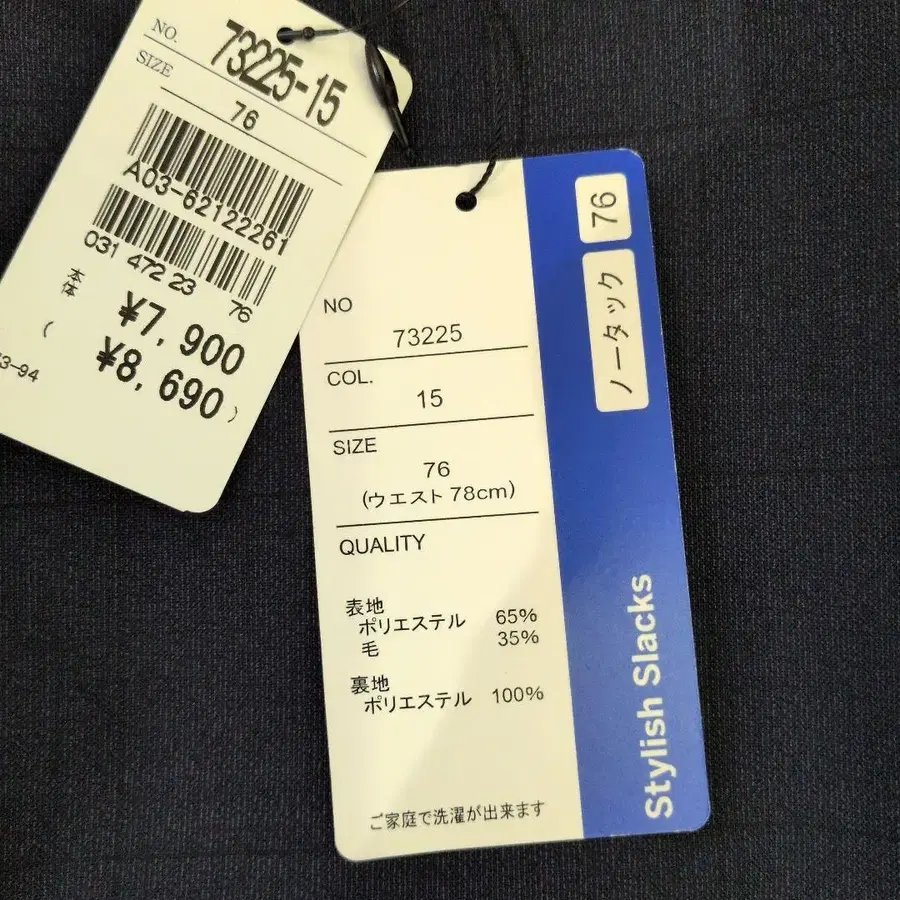 NO.
73225-15
SIZE
76
A03-62122261
031 472 23 76
本体
¥7,900
( ¥8,690 )
3-94
76
ノータック
NO
73225
COL.
15
SIZE
76
(ウエスト 78cm)
QUALITY
表地
ポリエステル 65%
毛 35%
裏地
ポリエステル 100%
ご家庭で洗濯が出来ます
Stylish Slacks